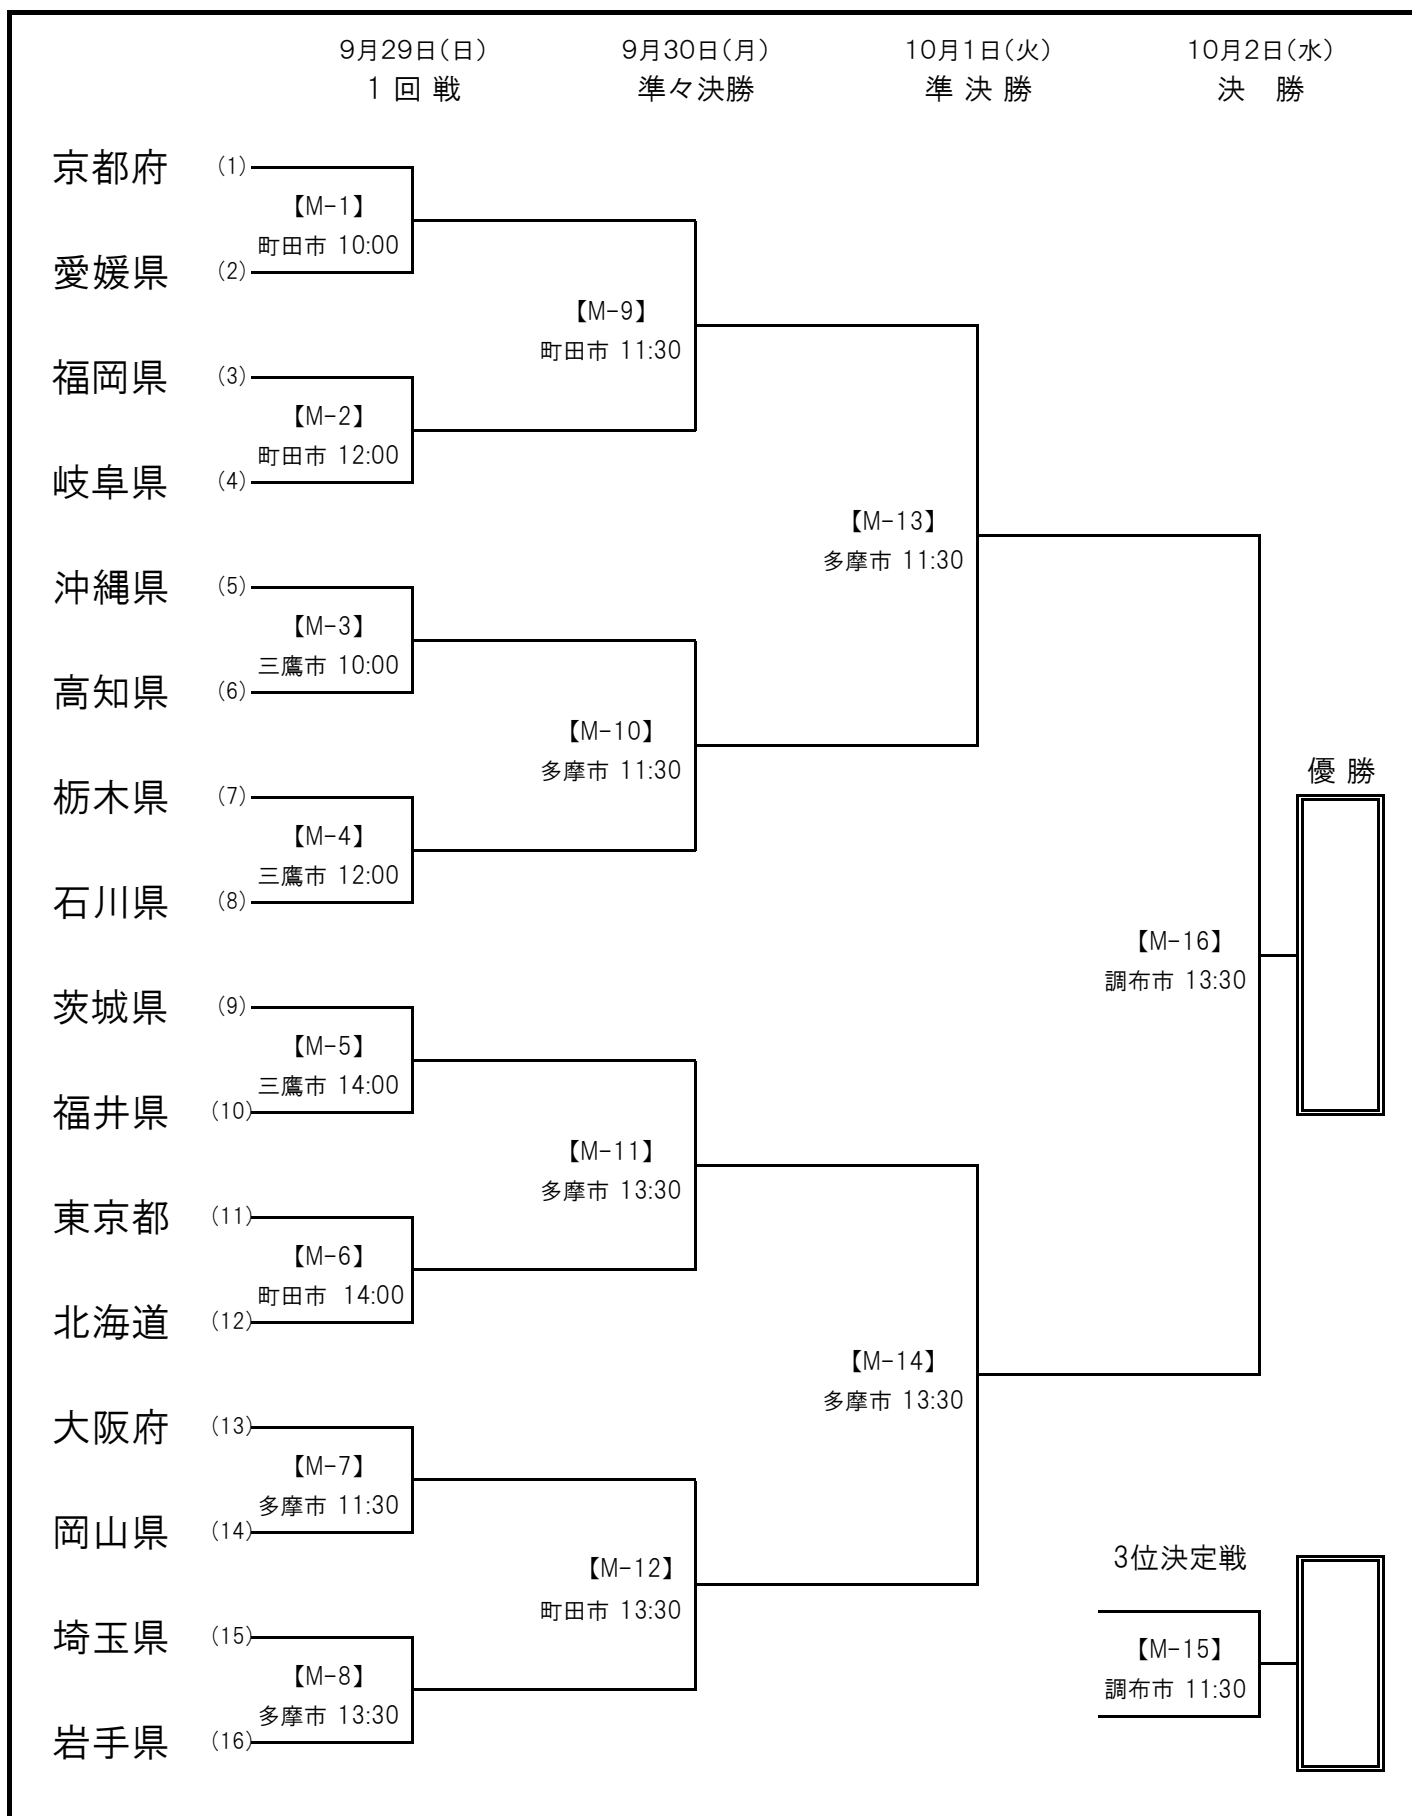 9月29日(日) 9月30日(月) 10月1日(火) 10月2日(水)
1 回 戦 準々決勝 準 決 勝 決 勝
京都府 (1)
【M-1】
町田市 10:00
愛媛県 (2)
【M-9】
町田市 11:30
福岡県 (3)
【M-2】
町田市 12:00
岐阜県 (4)
【M-13】
多摩市 11:30
沖縄県 (5)
【M-3】
三鷹市 10:00
高知県 (6)
【M-10】
多摩市 11:30
栃木県 (7)
【M-4】
三鷹市 12:00
石川県 (8)
優 勝
【M-16】
調布市 13:30
茨城県 (9)
【M-5】
三鷹市 14:00
福井県 (10)
【M-11】
多摩市 13:30
東京都 (11)
【M-6】
町田市 14:00
北海道 (12)
【M-14】
多摩市 13:30
大阪府 (13)
【M-7】
多摩市 11:30
岡山県 (14)
【M-12】
町田市 13:30
埼玉県 (15)
【M-8】
多摩市 13:30
岩手県 (16)
3位決定戦
【M-15】
調布市 11:30